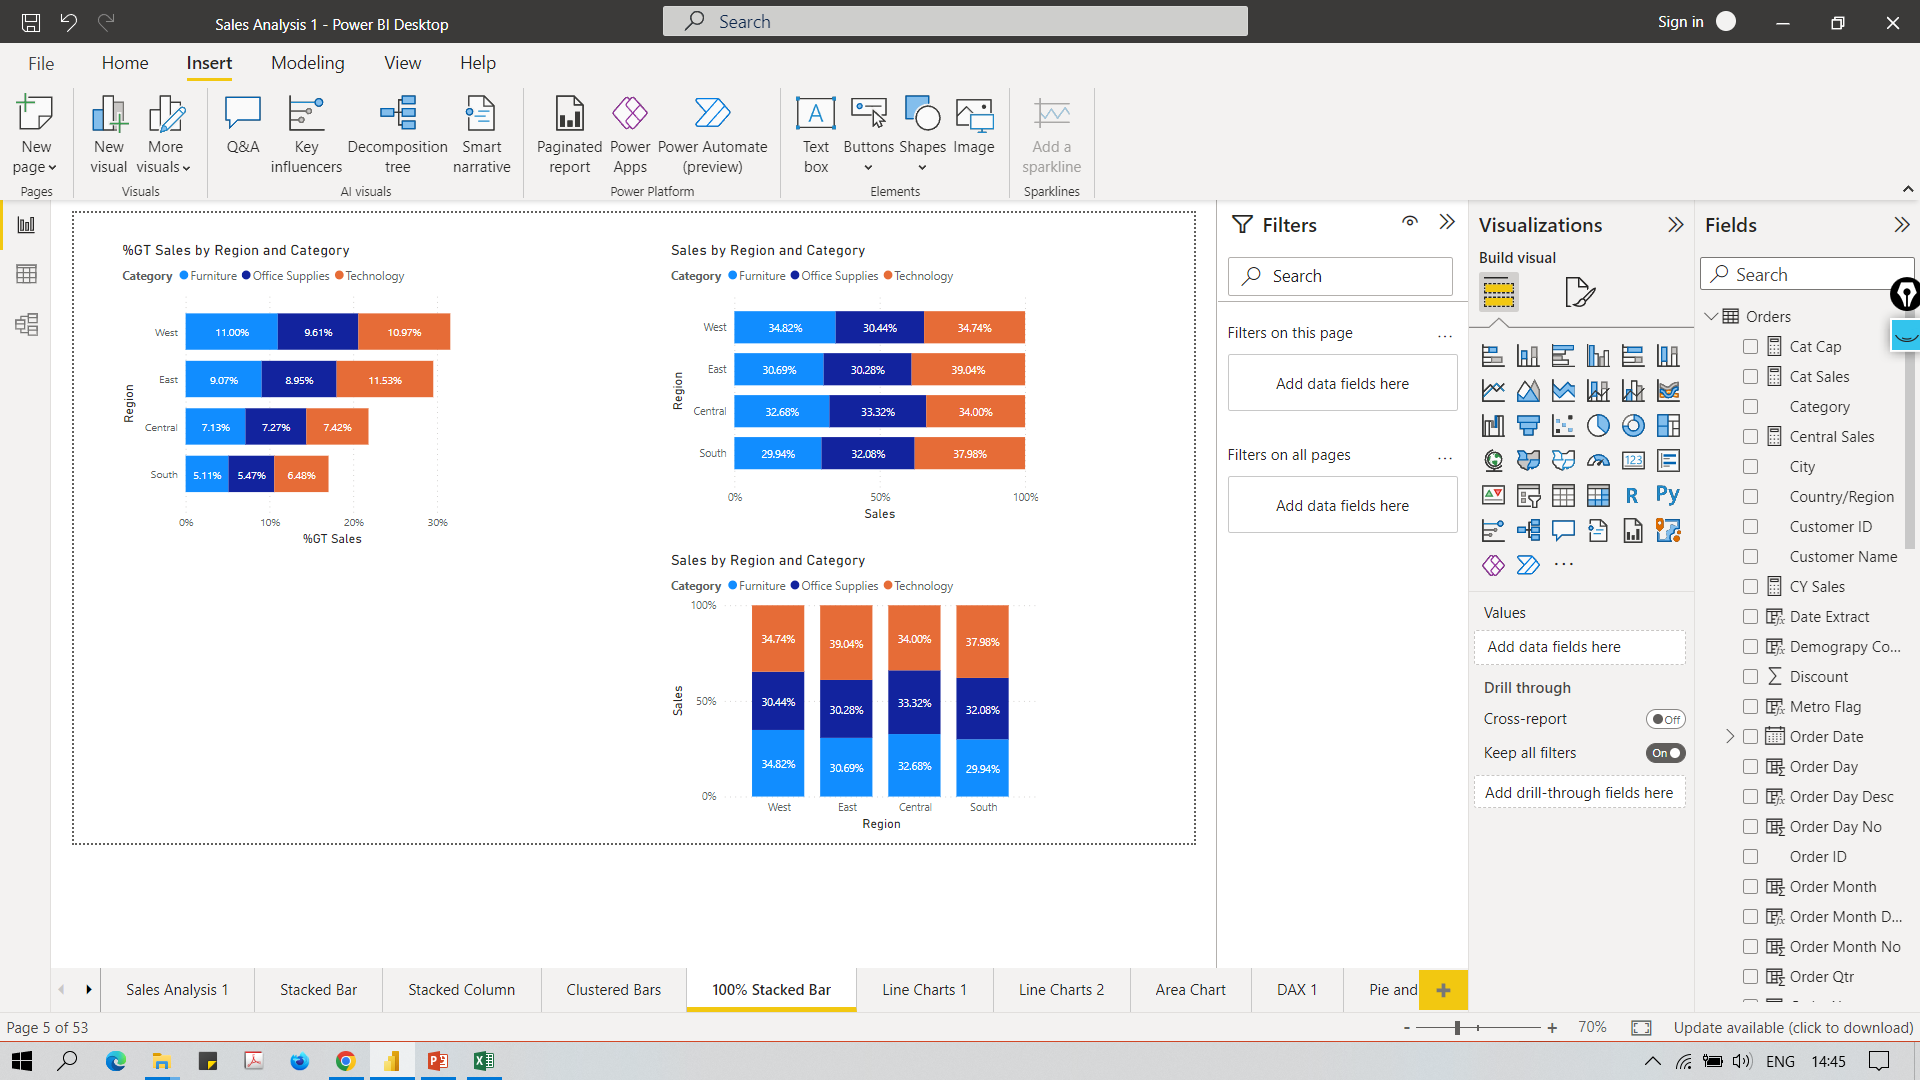 Sales Analysis 1 - Power BI Desktop
Search
Sign in
File
Home
Insert
Modeling
View
Help
New page
New visual
More visuals
Q&A
Key influencers
Decomposition tree
Smart narrative
Paginated report
Power Apps
Power Automate (preview)
Text box
Buttons
Shapes
Image
Add a sparkline
Pages
Visuals
AI visuals
Power Platform
Elements
Sparklines
%GT Sales by Region and Category
Category Furniture Office Supplies Technology
Region
West 11.00% 9.61% 10.97%
East 9.07% 8.95% 11.53%
Central 7.13% 7.27% 7.42%
South 5.11% 5.47% 6.48%
0% 10% 20% 30%
%GT Sales
Sales by Region and Category
Category Furniture Office Supplies Technology
Region
West 34.82% 30.44% 34.74%
East 30.69% 30.28% 39.04%
Central 32.68% 33.32% 34.00%
South 29.94% 32.08% 37.98%
0% 50% 100%
Sales
Sales by Region and Category
Category Furniture Office Supplies Technology
Sales
100%
34.74% 39.04% 34.00% 37.98%
50%
30.44% 30.28% 33.32% 32.08%
34.82% 30.69% 32.68% 29.94%
0%
West East Central South
Region
Filters
Search
Filters on this page
...
Add data fields here
Filters on all pages
...
Add data fields here
Visualizations
Build visual
123
R
Py
...
Values
Add data fields here
Drill through
Cross-report
Off
Keep all filters
On
Add drill-through fields here
Fields
Search
Orders
Cat Cap
Cat Sales
Category
Central Sales
City
Country/Region
Customer ID
Customer Name
CY Sales
Date Extract
Demograpy Co...
Discount
Metro Flag
Order Date
Order Day
Order Day Desc
Order Day No
Order ID
Order Month
Order Month D...
Order Month No
Order Qtr
Sales Analysis 1
Stacked Bar
Stacked Column
Clustered Bars
100% Stacked Bar
Line Charts 1
Line Charts 2
Area Chart
DAX 1
Pie and
+
Page 5 of 53
- + 70%
Update available (click to download)
ENG
14:45